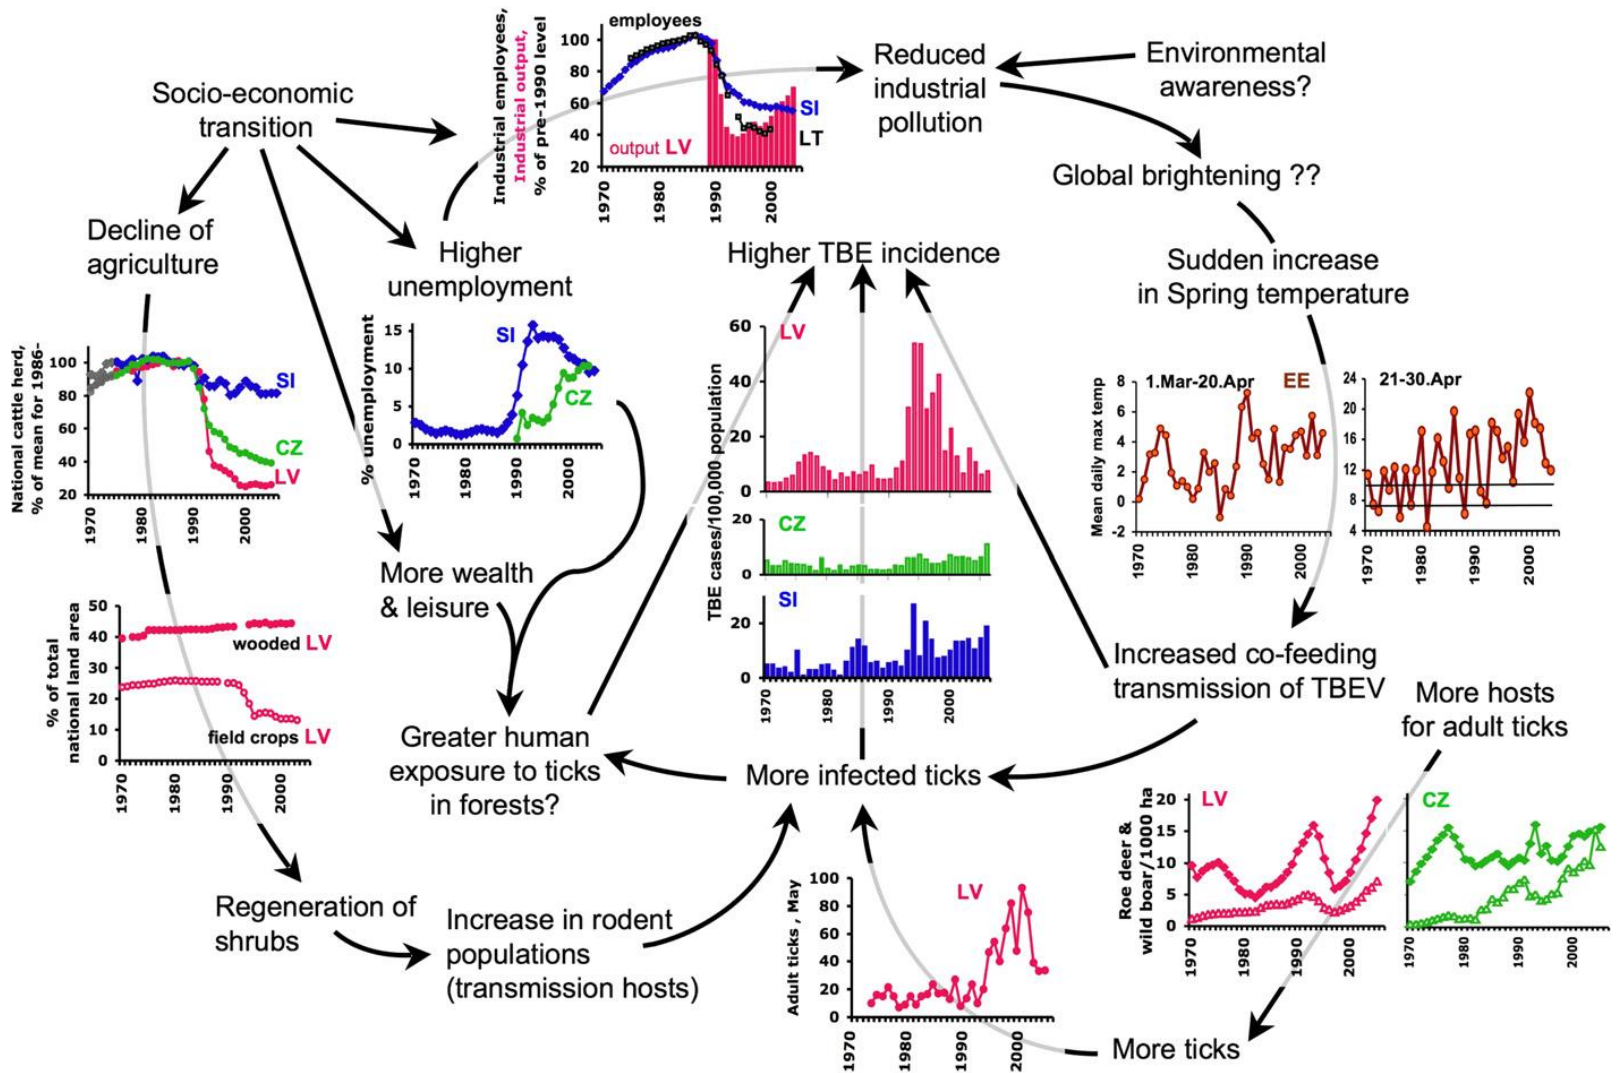 Socio-economic
transition
Industrial employees,
Industrial output,
% of pre-1990 level
employees
100
80
60
40
20
output LV
SI
LT
1970
1980
1990
2000
Reduced
industrial
pollution
Environmental
awareness?
Global brightening ??
Sudden increase
in Spring temperature
Decline of
agriculture
Higher
unemployment
Higher TBE incidence
National cattle herd,
% of mean for 1986-
100
80
60
40
20
SI
CZ
LV
1970
1980
1990
2000
% unemployment
15
10
5
0
SI
CZ
1970
1980
1990
2000
TBE cases/100,000 population
60
40
20
0
LV
20
0
CZ
20
0
SI
1970
1980
1990
2000
Mean daily max temp
8
6
4
2
0
-2
1.Mar-20.Apr
EE
1970
1980
1990
2000
24
20
16
12
8
4
21-30.Apr
1970
1980
1990
2000
More wealth
& leisure
% of total
national land area
50
40
30
20
10
0
wooded LV
field crops LV
1970
1980
1990
2000
Greater human
exposure to ticks
in forests?
More infected ticks
Increased co-feeding
transmission of TBEV
More hosts
for adult ticks
Roe deer &
wild boar/1000 ha
20
15
10
5
0
LV
1970
1980
1990
2000
CZ
1970
1980
1990
2000
Regeneration of
shrubs
Increase in rodent
populations
(transmission hosts)
Adult ticks , May
100
80
60
40
20
0
LV
1970
1980
1990
2000
More ticks